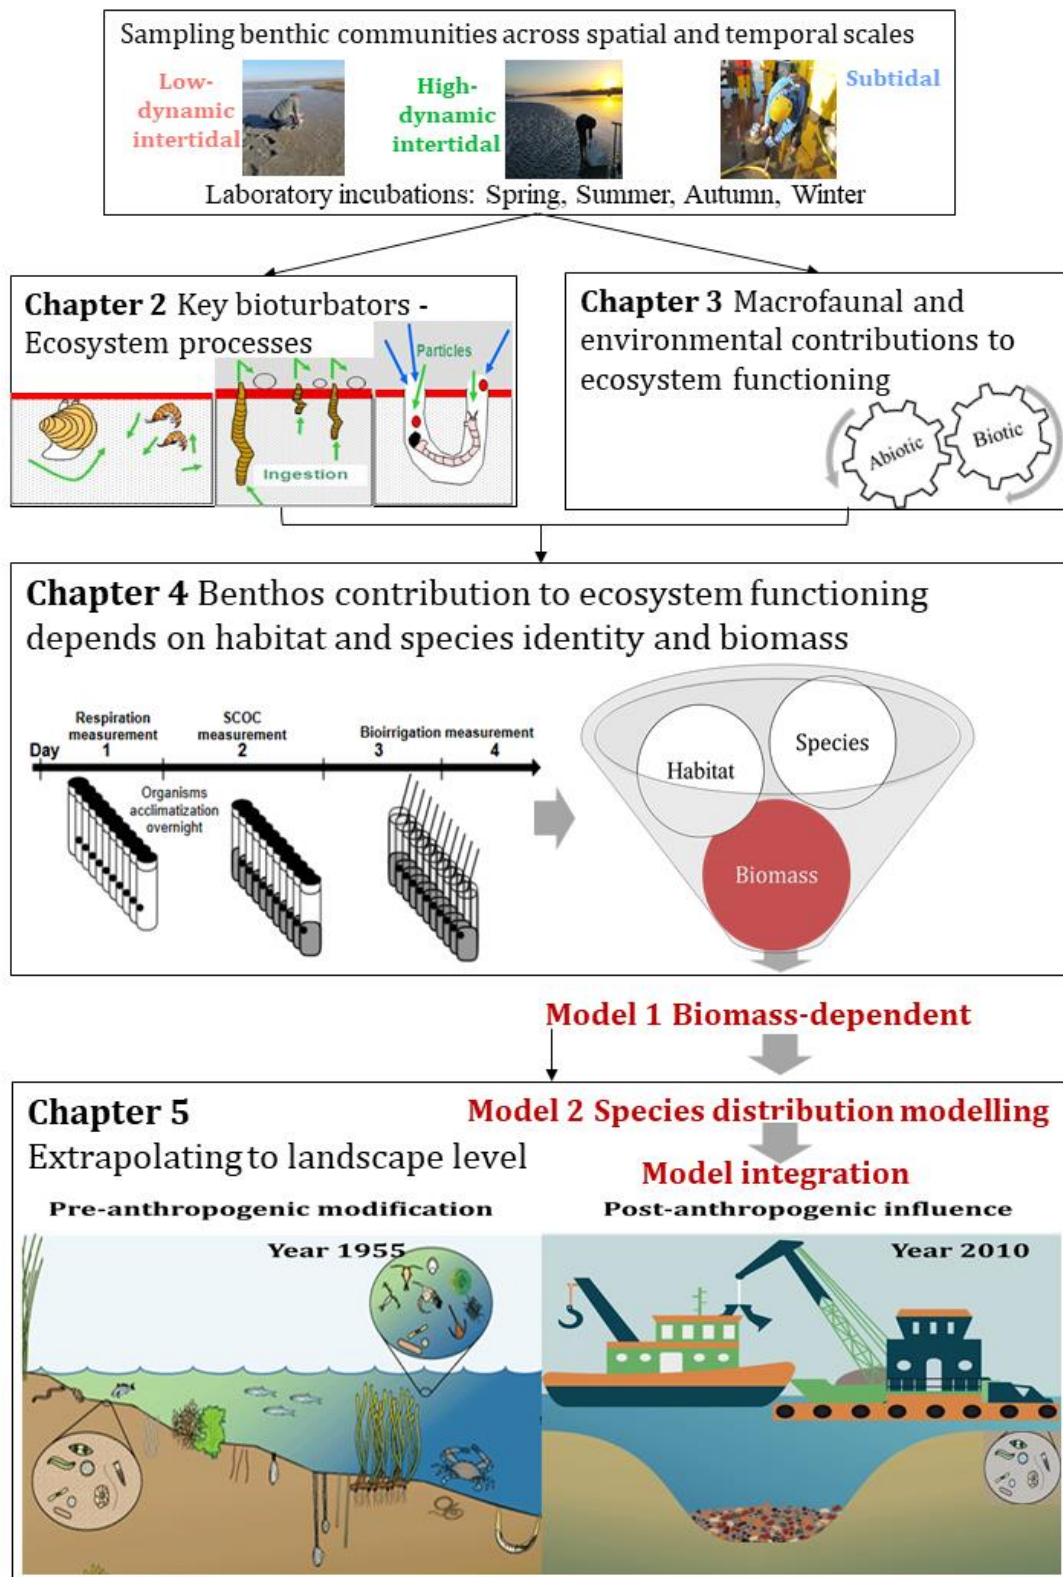 Sampling benthic communities across spatial and temporal scales
Low-
dynamic
intertidal
High-
dynamic
intertidal
Subtidal
Laboratory incubations: Spring, Summer, Autumn, Winter
Chapter 2 Key bioturbators -
Ecosystem processes
Particles
Ingestion
Chapter 3 Macrofaunal and
environmental contributions to
ecosystem functioning
Abiotic
Biotic
Chapter 4 Benthos contribution to ecosystem functioning
depends on habitat and species identity and biomass
Respiration
measurement
SCOC
measurement
Bioirrigation measurement
Day 1 2 3 4
Organisms
acclimatization
overnight
Habitat
Species
Biomass
Model 1 Biomass-dependent
Chapter 5
Model 2 Species distribution modelling
Extrapolating to landscape level
Model integration
Pre-anthropogenic modification
Post-anthropogenic influence
Year 1955
Year 2010